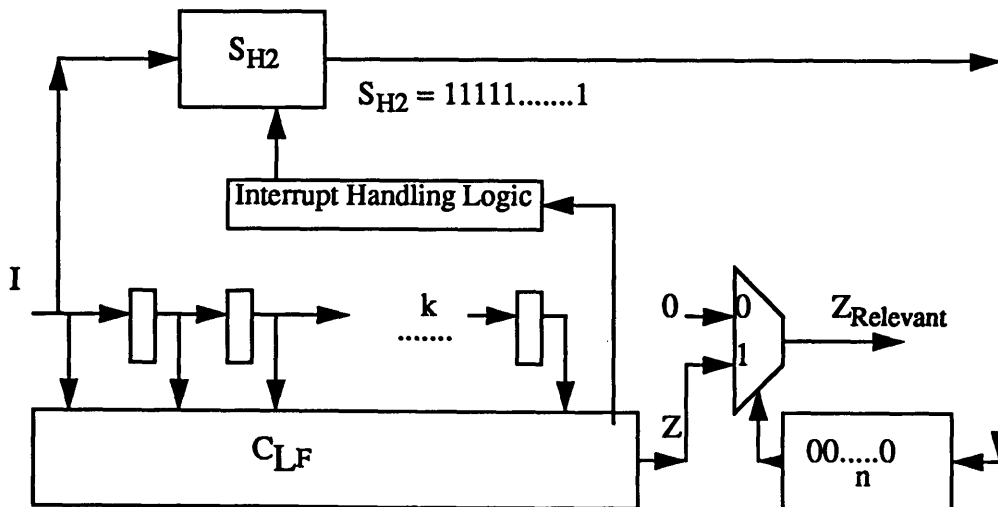 S_H2
S_H2 = 11111.......1
Interrupt Handling Logic
I
k
.......
0
0
1
Z_Relevant
Z
C_LF
00.....0
n